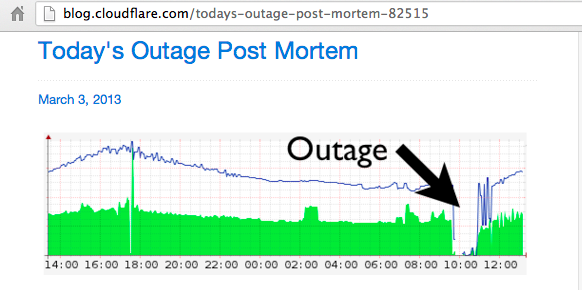 blog.cloudflare.com/todays-outage-post-mortem-82515
Today's Outage Post Mortem
March 3, 2013
Outage
14:00 16:00 18:00 20:00 22:00 00:00 02:00 04:00 06:00 08:00 10:00 12:00